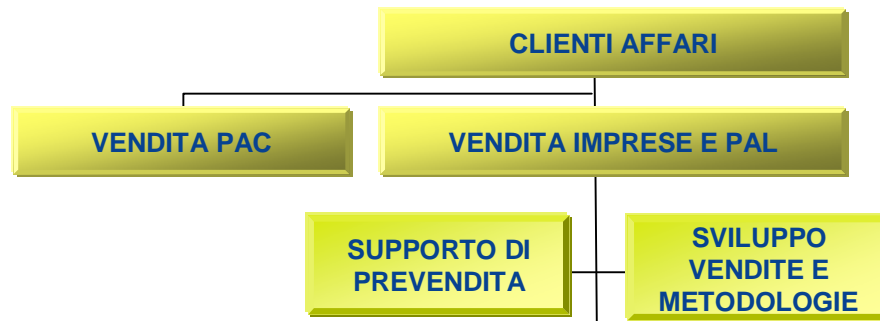 CLIENTI AFFARI
VENDITA PAC
VENDITA IMPRESE E PAL
SUPPORTO DI
PREVENDITA
SVILUPPO
VENDITE E
METODOLOGIE